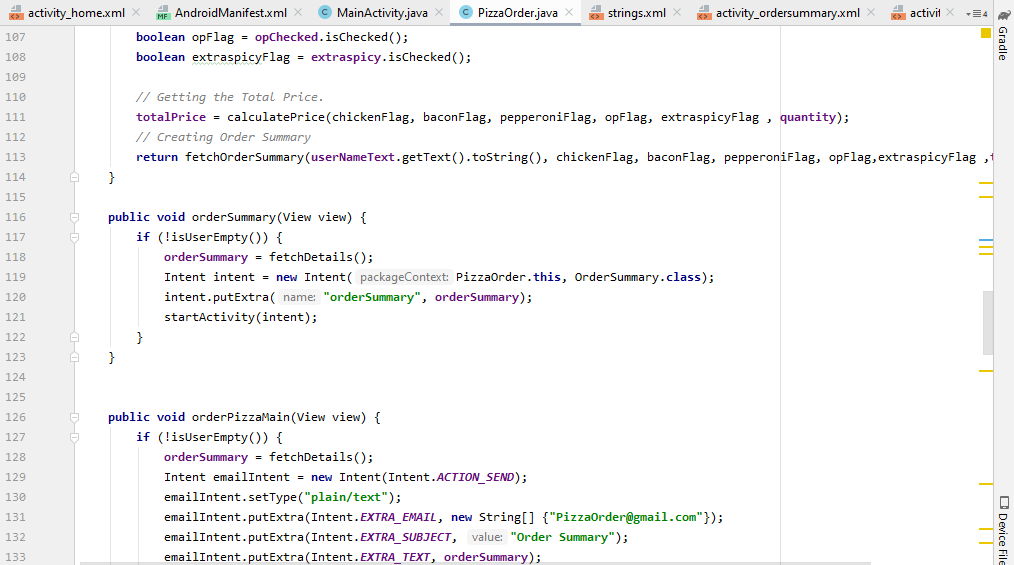 activity_home.xml × AndroidManifest.xml × MainActivity.java × PizzaOrder.java × strings.xml × activity_ordersummary.xml × activit × 4
MF C C
Gradle
107 boolean opFlag = opChecked.isChecked();
108 boolean extraspicyFlag = extraspicy.isChecked();
109
110 // Getting the Total Price.
111 totalPrice = calculatePrice(chickenFlag, baconFlag, pepperoniFlag, opFlag, extraspicyFlag , quantity);
112 // Creating Order Summary
113 return fetchOrderSummary(userNameText.getText().toString(), chickenFlag, baconFlag, pepperoniFlag, opFlag,extraspicyFlag ,
114 }
115
116 public void orderSummary(View view) {
117 if (!isUserEmpty()) {
118 orderSummary = fetchDetails();
119 Intent intent = new Intent( packageContext: PizzaOrder.this, OrderSummary.class);
120 intent.putExtra( name: "orderSummary", orderSummary);
121 startActivity(intent);
122 }
123 }
124
125
126 public void orderPizzaMain(View view) {
127 if (!isUserEmpty()) {
128 orderSummary = fetchDetails();
129 Intent emailIntent = new Intent(Intent.ACTION_SEND);
130 emailIntent.setType("plain/text");
131 emailIntent.putExtra(Intent.EXTRA_EMAIL, new String[] {"PizzaOrder@gmail.com"});
132 emailIntent.putExtra(Intent.EXTRA_SUBJECT, value: "Order Summary");
133 emailIntent.putExtra(Intent.EXTRA_TEXT, orderSummary);
Device File